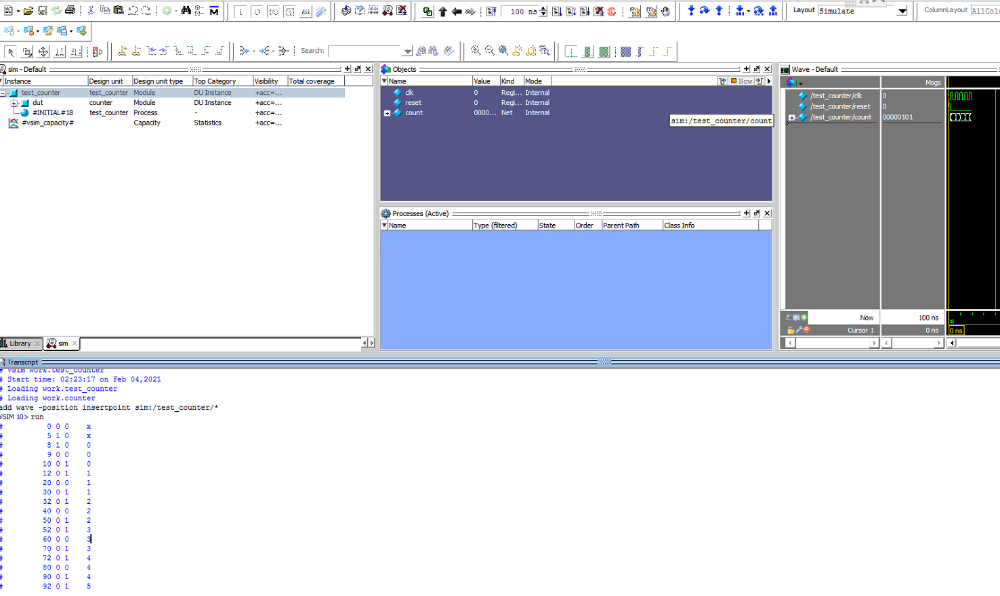 100 ns
Layout Simulate
ColumnLayout AllColu
Search:
sim - Default
Instance Design unit Design unit type Top Category Visibility Total coverage
test_counter test_counter Module DU Instance +acc=...
dut counter Module DU Instance +acc=...
#INITIAL#18 test_counter Process - +acc=...
#vsim_capacity# Capacity Statistics +acc=...
Library
sim
Objects
Name Value Kind Mode
Now
clk 0 Regi... Internal
reset 0 Regi... Internal
count 0000... Net Internal
sim:/test_counter/count
Processes (Active)
Name Type (filtered) State Order Parent Path Class Info
Wave - Default
Msgs
/test_counter/clk 0
/test_counter/reset 0
/test_counter/count 00000101
Now 100 ns
ns
Cursor 1 0 ns
0 ns
Transcript
# vsim work.test_counter
# Start time: 02:23:17 on Feb 04,2021
# Loading work.test_counter
# Loading work.counter
add wave -position insertpoint sim:/test_counter/*
VSIM 10> run
# 0 0 0 x
# 5 1 0 x
# 8 1 0 0
# 9 0 0 0
# 10 0 1 0
# 12 0 1 1
# 20 0 0 1
# 30 0 1 1
# 32 0 1 2
# 40 0 0 2
# 50 0 1 2
# 52 0 1 3
# 60 0 0 3
# 70 0 1 3
# 72 0 1 4
# 80 0 0 4
# 90 0 1 4
# 92 0 1 5